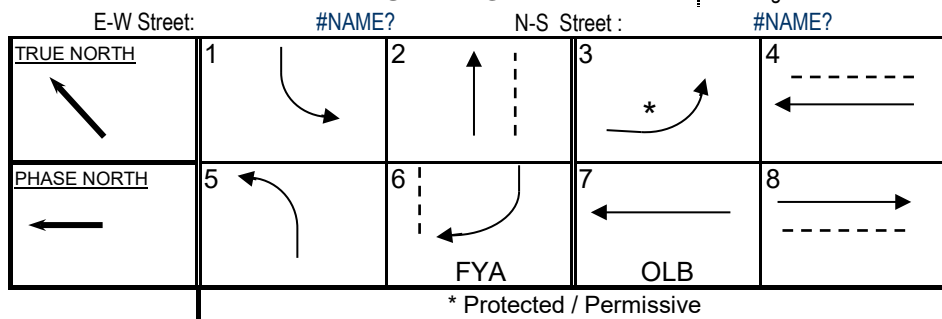 E-W Street: #NAME? N-S Street : #NAME?
TRUE NORTH 1 2 3 4
*
PHASE NORTH 5 6 7 8
FYA OLB
* Protected / Permissive